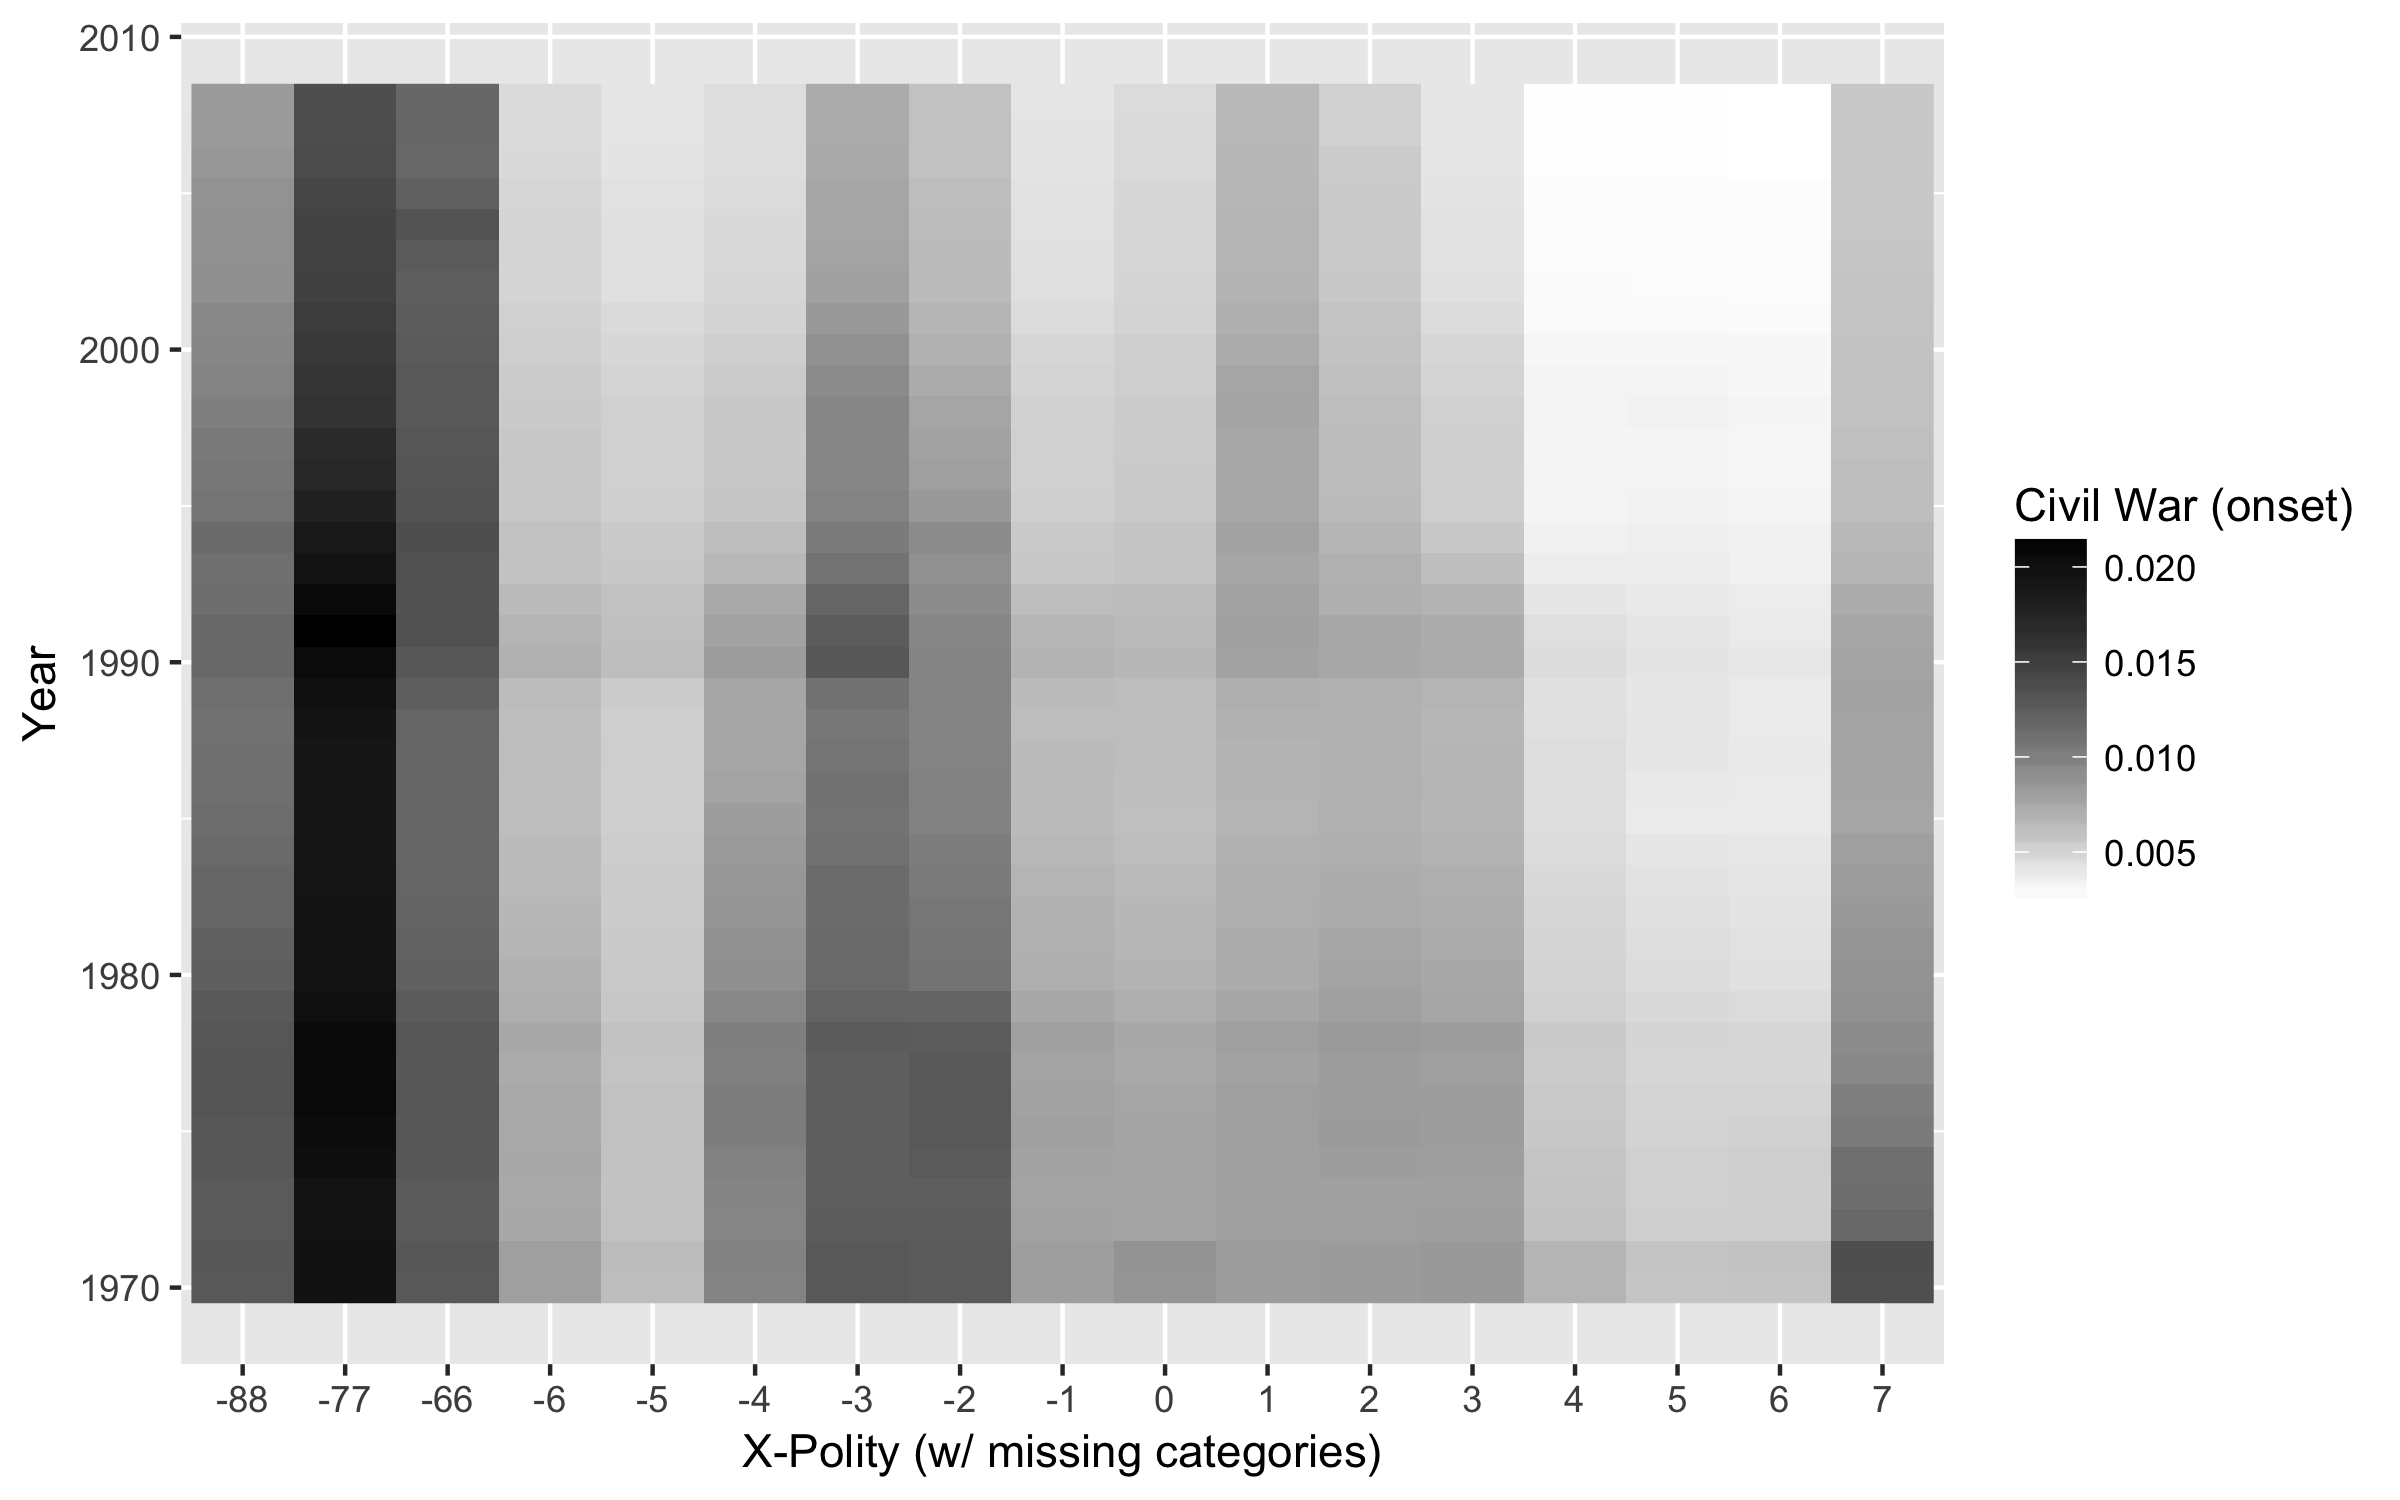 2010
2000
1990
1980
1970
Year
-88 -77 -66 -6 -5 -4 -3 -2 -1 0 1 2 3 4 5 6 7
X-Polity (w/ missing categories)
Civil War (onset)
0.020
0.015
0.010
0.005